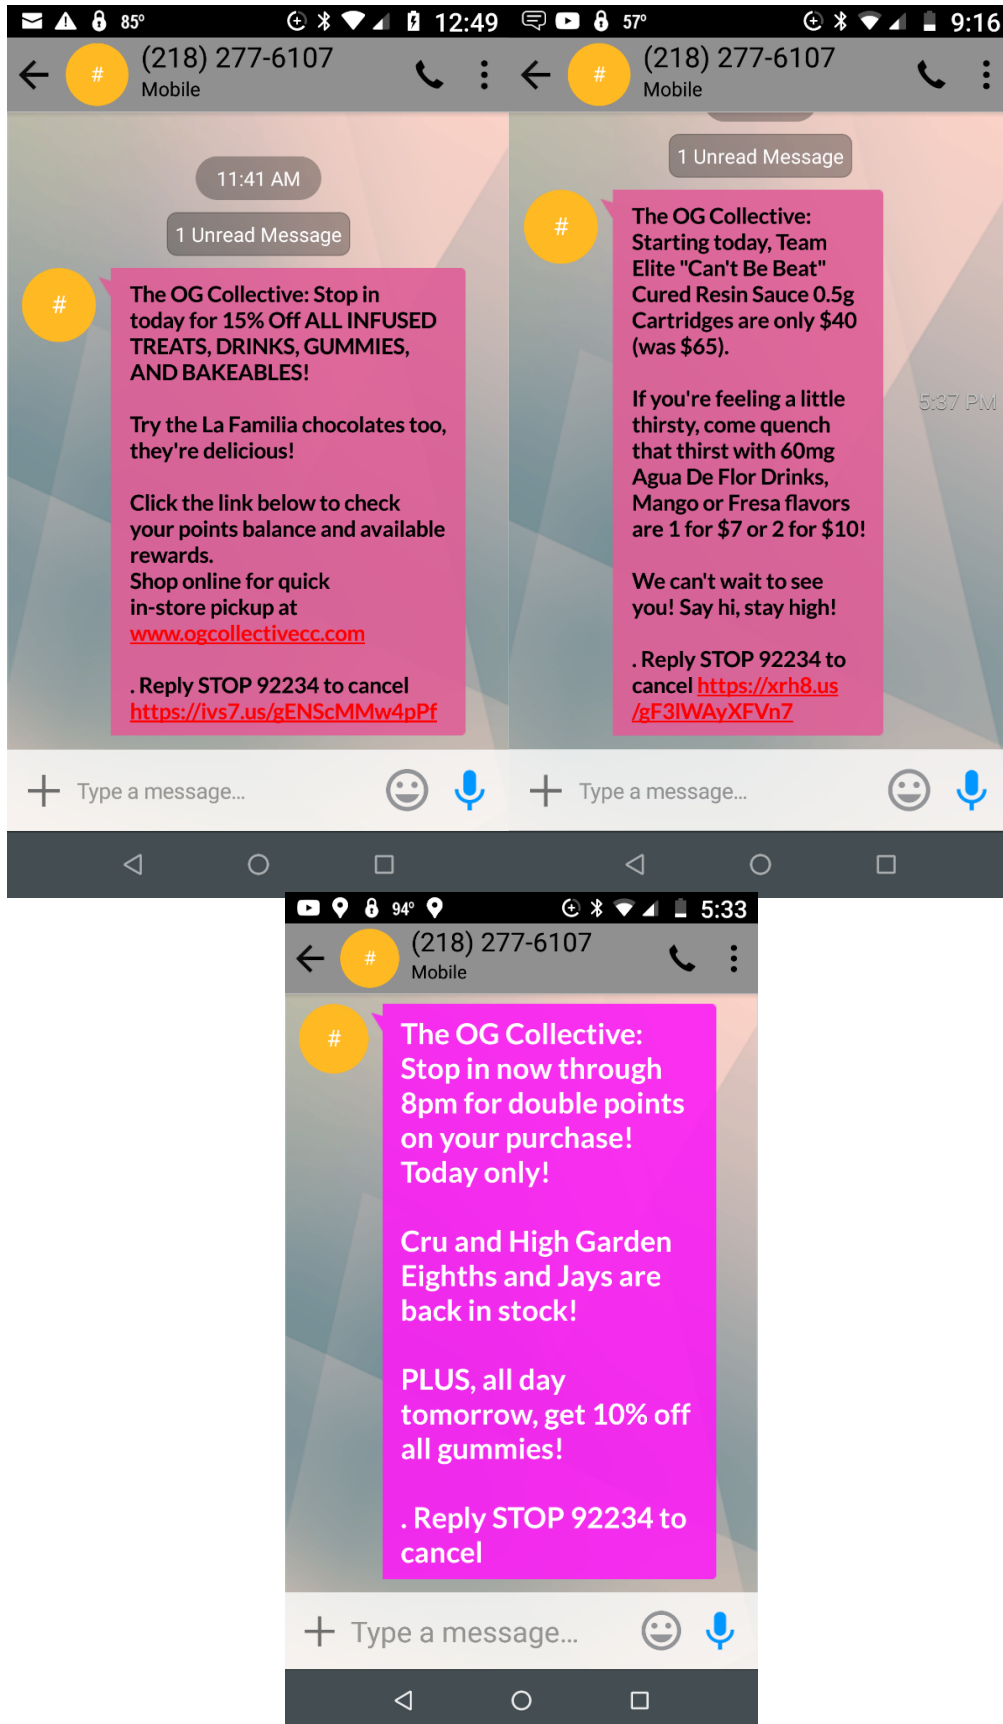 85° 12:49
(218) 277-6107
Mobile
#
11:41 AM
1 Unread Message
#
The OG Collective: Stop in
today for 15% Off ALL INFUSED
TREATS, DRINKS, GUMMIES,
AND BAKEABLES!
Try the La Familia chocolates too,
they're delicious!
Click the link below to check
your points balance and available
rewards.
Shop online for quick
in-store pickup at
www.ogcollectivecc.com
. Reply STOP 92234 to cancel
https://ivs7.us/gENScMMw4pPf
Type a message...
57° 9:16
(218) 277-6107
Mobile
#
1 Unread Message
#
The OG Collective:
Starting today, Team
Elite "Can't Be Beat"
Cured Resin Sauce 0.5g
Cartridges are only $40
(was $65).
If you're feeling a little
thirsty, come quench
that thirst with 60mg
Agua De Flor Drinks,
Mango or Fresa flavors
are 1 for $7 or 2 for $10!
We can't wait to see
you! Say hi, stay high!
. Reply STOP 92234 to
cancel https://xrh8.us
/gF3lWAyXFVn7
5:37 PM
Type a message...
94° 5:33
(218) 277-6107
Mobile
#
#
The OG Collective:
Stop in now through
8pm for double points
on your purchase!
Today only!
Cru and High Garden
Eighths and Jays are
back in stock!
PLUS, all day
tomorrow, get 10% off
all gummies!
. Reply STOP 92234 to
cancel
Type a message...